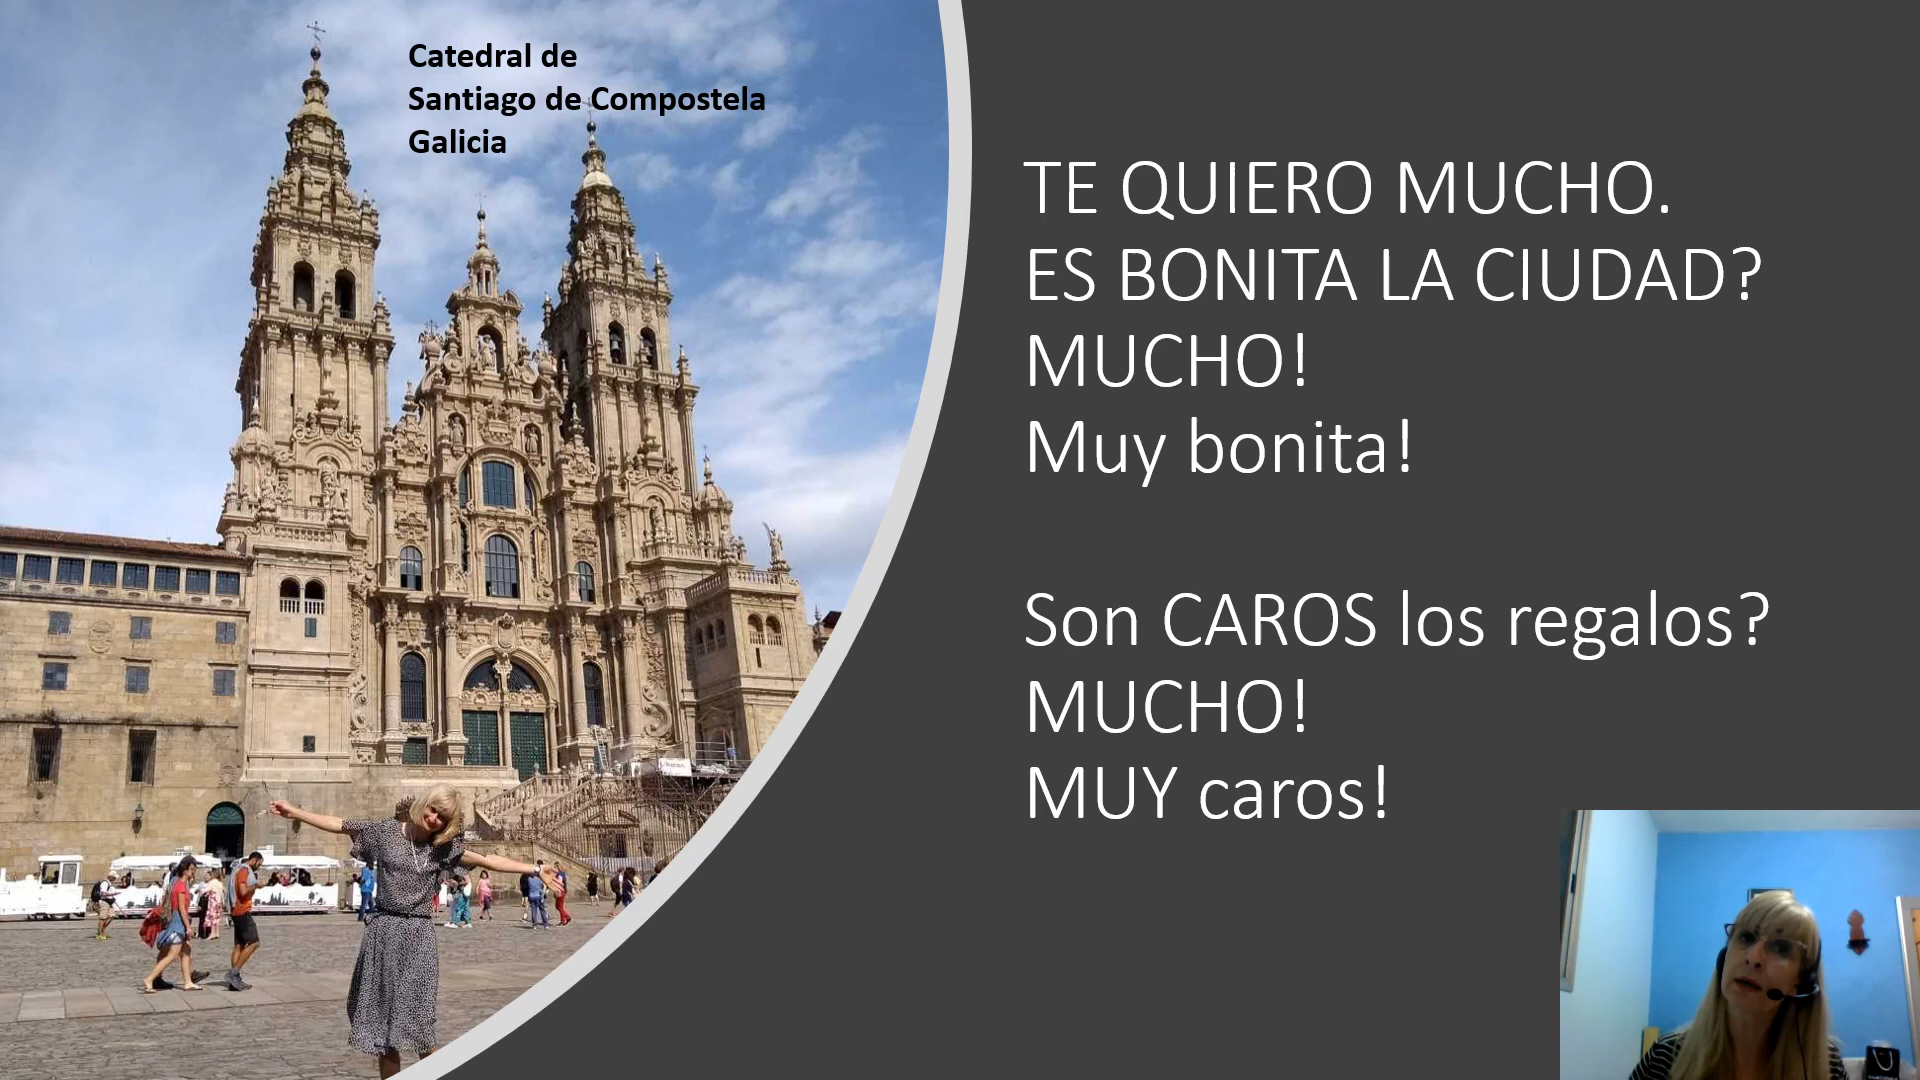 Catedral de
Santiago de Compostela
Galicia
TE QUIERO MUCHO.
ES BONITA LA CIUDAD?
MUCHO!
Muy bonita!
Son CAROS los regalos?
MUCHO!
MUY caros!